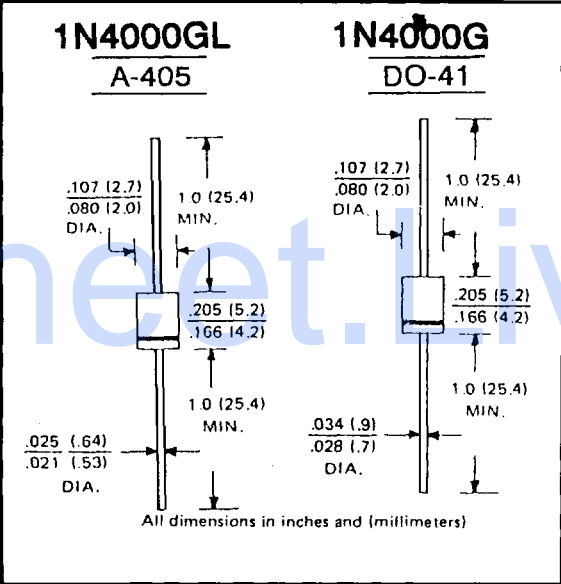 1N4000GL
A-405
.107 (2.7)
.080 (2.0)
DIA.
1.0 (25.4)
MIN.
.205 (5.2)
.166 (4.2)
1.0 (25.4)
MIN.
.025 (.64)
.021 (.53)
DIA.
1N4000G
DO-41
.107 (2.7)
.080 (2.0)
DIA.
1.0 (25.4)
MIN.
.205 (5.2)
.166 (4.2)
1.0 (25.4)
MIN.
.034 (.9)
.028 (.7)
DIA.
All dimensions in inches and (millimeters)
heet.Liv